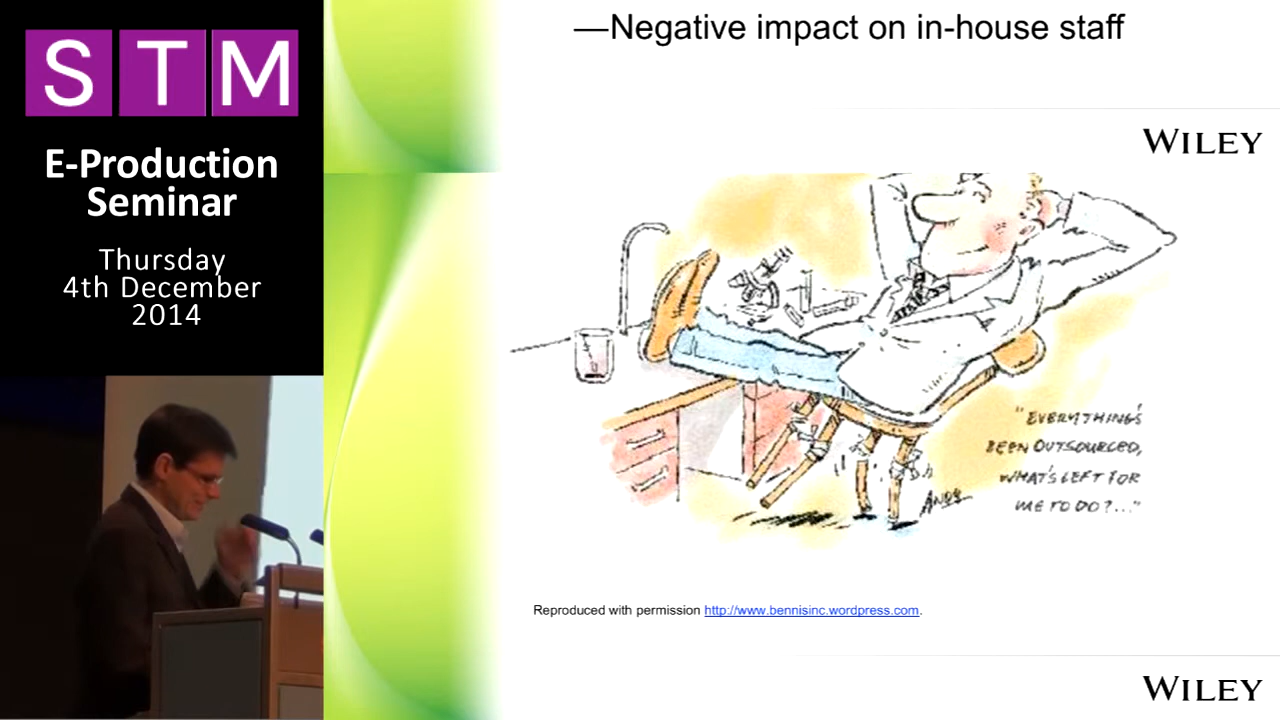 STM
E-Production
Seminar
Thursday
4th December
2014
—Negative impact on in-house staff
WILEY
"EVERYTHING'S
BEEN OUTSOURCED,
WHAT'S LEFT FOR
ME TO DO?..."
Reproduced with permission http://www.bennisinc.wordpress.com.
WILEY